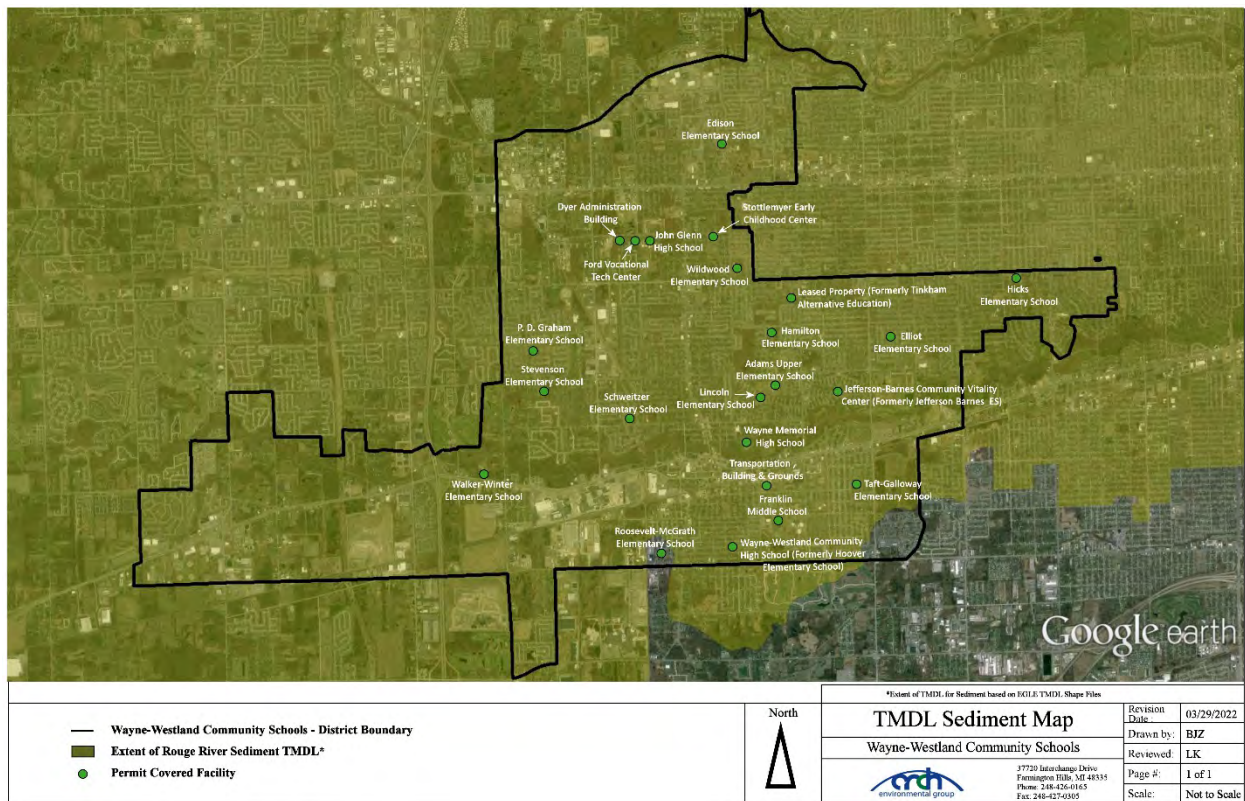 Edison
Elementary School
Dyer Administration
Building
Stottlemyer Early
Childhood Center
John Glenn
High School
Ford Vocational
Tech Center
Wildwood
Elementary School
Hicks
Elementary School
Leased Property (Formerly Tinkham
Alternative Education)
P. D. Graham
Elementary School
Hamilton
Elementary School
Elliot
Elementary School
Stevenson
Elementary School
Adams Upper
Elementary School
Schweitzer
Elementary School
Lincoln
Elementary School
Jefferson-Barnes Community Vitality
Center (Formerly Jefferson Barnes ES)
Wayne Memorial
High School
Walker-Winter
Elementary School
Transportation
Building & Grounds
Taft-Galloway
Elementary School
Franklin
Middle School
Roosevelt-McGrath
Elementary School
Wayne-Westland Community
High School (Formerly Hoover
Elementary School)
Google earth
Wayne-Westland Community Schools - District Boundary
Extent of Rouge River Sediment TMDL*
Permit Covered Facility
North
*Extent of TMDL for Sediment based on EGLE TMDL Shape Files
TMDL Sediment Map
Wayne-Westland Community Schools
environmental group
37720 Interchange Drive
Farmington Hills, MI 48335
Phone: 248-426-0165
Fax: 248-427-0305
Revision Date: 03/29/2022
Drawn by: BJZ
Reviewed: LK
Page #: 1 of 1
Scale: Not to Scale